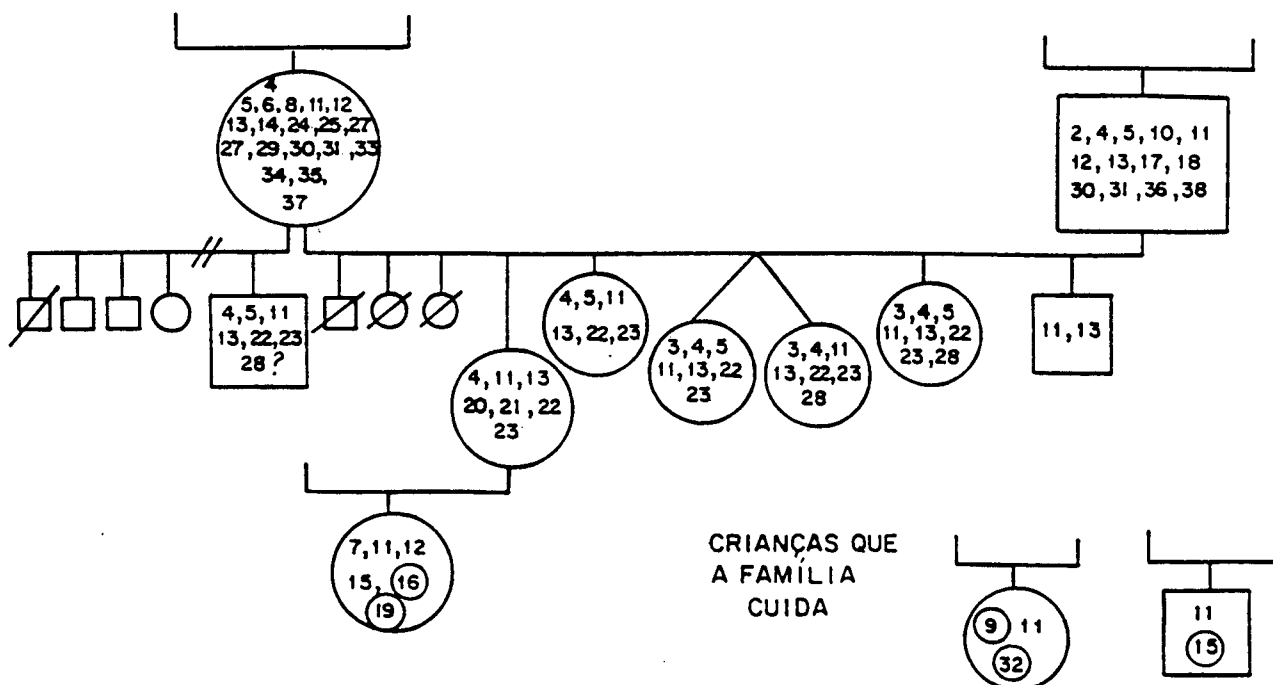 4
5, 6, 8, 11, 12
13, 14, 24, 25, 27
27, 29, 30, 31, 33
34, 35,
37
2, 4, 5, 10, 11
12, 13, 17, 18
30, 31, 36, 38
4, 5, 11
13, 22, 23
28 ?
4, 11, 13
20, 21, 22
23
4, 5, 11
13, 22, 23
3, 4, 5
11, 13, 22
23
3, 4, 11
13, 22, 23
28
3, 4, 5
11, 13, 22
23, 28
11, 13
7, 11, 12
15, 16
19
CRIANÇAS QUE
A FAMÍLIA
CUIDA
9 11
32
11
15